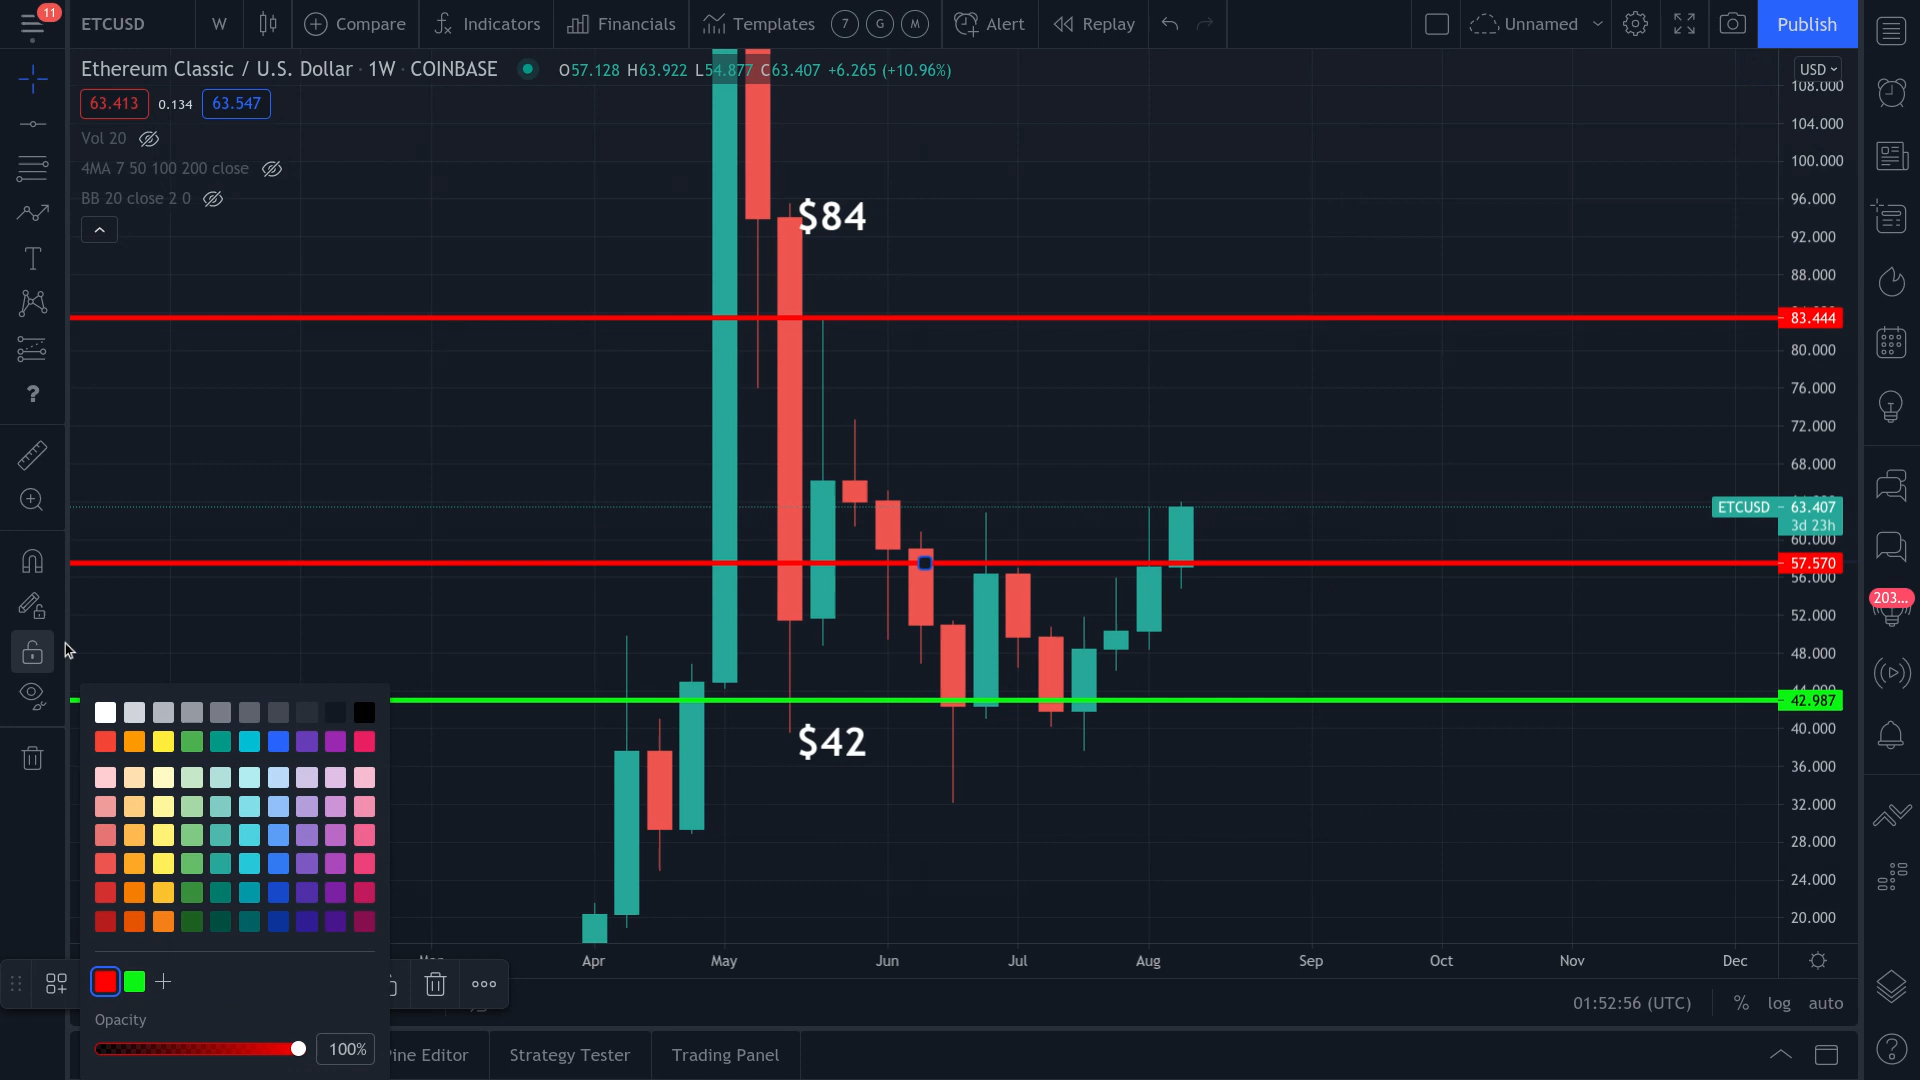 11
ETCUSD W Compare Indicators Financials Templates 7 G M Alert Replay Unnamed Publish
Ethereum Classic / U.S. Dollar · 1W · COINBASE O57.128 H63.922 L54.877 C63.407 +6.265 (+10.96%)
USD
63.413 0.134 63.547
Vol 20
4MA 7 50 100 200 close
BB 20 close 2 0
108.000
104.000
100.000
96.000
$84
92.000
88.000
83.444
80.000
76.000
72.000
68.000
ETCUSD 63.407
3d 23h
60.000
57.570
56.000
203...
52.000
48.000
42.987
$42
40.000
36.000
32.000
28.000
24.000
20.000
Apr May Jun Jul Aug Sep Oct Nov Dec
01:52:56 (UTC) % log auto
Opacity
100%
Strategy Tester Trading Panel
Editor